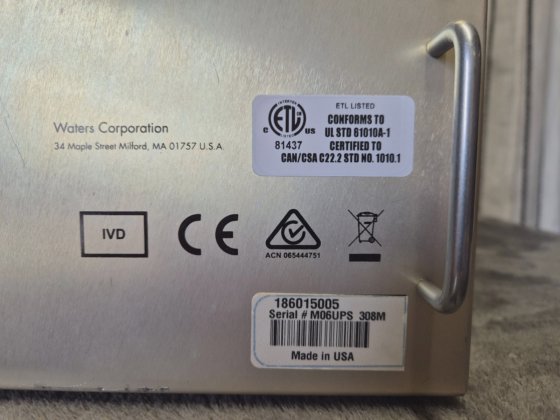 Waters Corporation
34 Maple Street Milford, MA 01757 U.S.A.
ETL LISTED
INTERTEK
ETL
C US
81437
CONFORMS TO
UL STD 61010A-1
CERTIFIED TO
CAN/CSA C22.2 STD NO. 1010.1
IVD
CE
ACN 065444751
186015005
Serial # M06UPS 308M
Made in USA